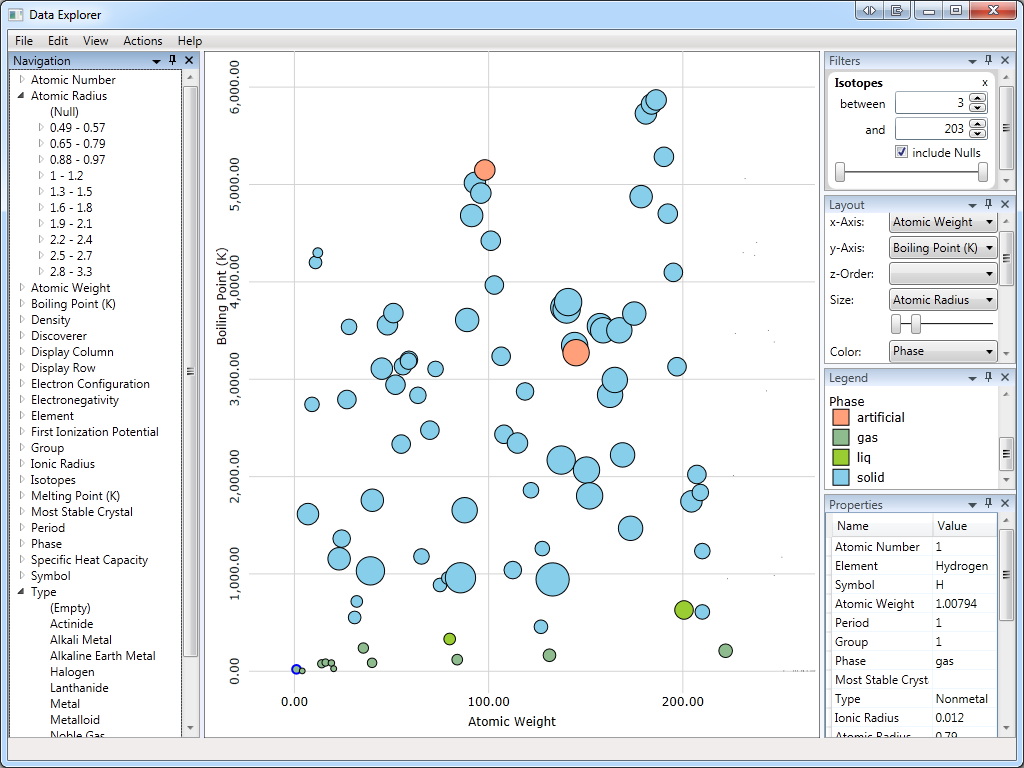 Data Explorer
File Edit View Actions Help
Navigation
Atomic Number
Atomic Radius
(Null)
0.49 - 0.57
0.65 - 0.79
0.88 - 0.97
1 - 1.2
1.3 - 1.5
1.6 - 1.8
1.9 - 2.1
2.2 - 2.4
2.5 - 2.7
2.8 - 3.3
Atomic Weight
Boiling Point (K)
Density
Discoverer
Display Column
Display Row
Electron Configuration
Electronegativity
Element
First Ionization Potential
Group
Ionic Radius
Isotopes
Melting Point (K)
Most Stable Crystal
Period
Phase
Specific Heat Capacity
Symbol
Type
(Empty)
Actinide
Alkali Metal
Alkaline Earth Metal
Halogen
Lanthanide
Metal
Metalloid
Noble Gas
Boiling Point (K)
6,000.00
5,000.00
4,000.00
3,000.00
2,000.00
1,000.00
0.00
0.00 100.00 200.00
Atomic Weight
Filters
Isotopes x
between 3
and 203
include Nulls
Layout
x-Axis: Atomic Weight
y-Axis: Boiling Point (K)
z-Order:
Size: Atomic Radius
Color: Phase
Legend
Phase
artificial
gas
liq
solid
Properties
Name Value
Atomic Number 1
Element Hydrogen
Symbol H
Atomic Weight 1.00794
Period 1
Group 1
Phase gas
Most Stable Cryst
Type Nonmetal
Ionic Radius 0.012
Atomic Radius 0.79